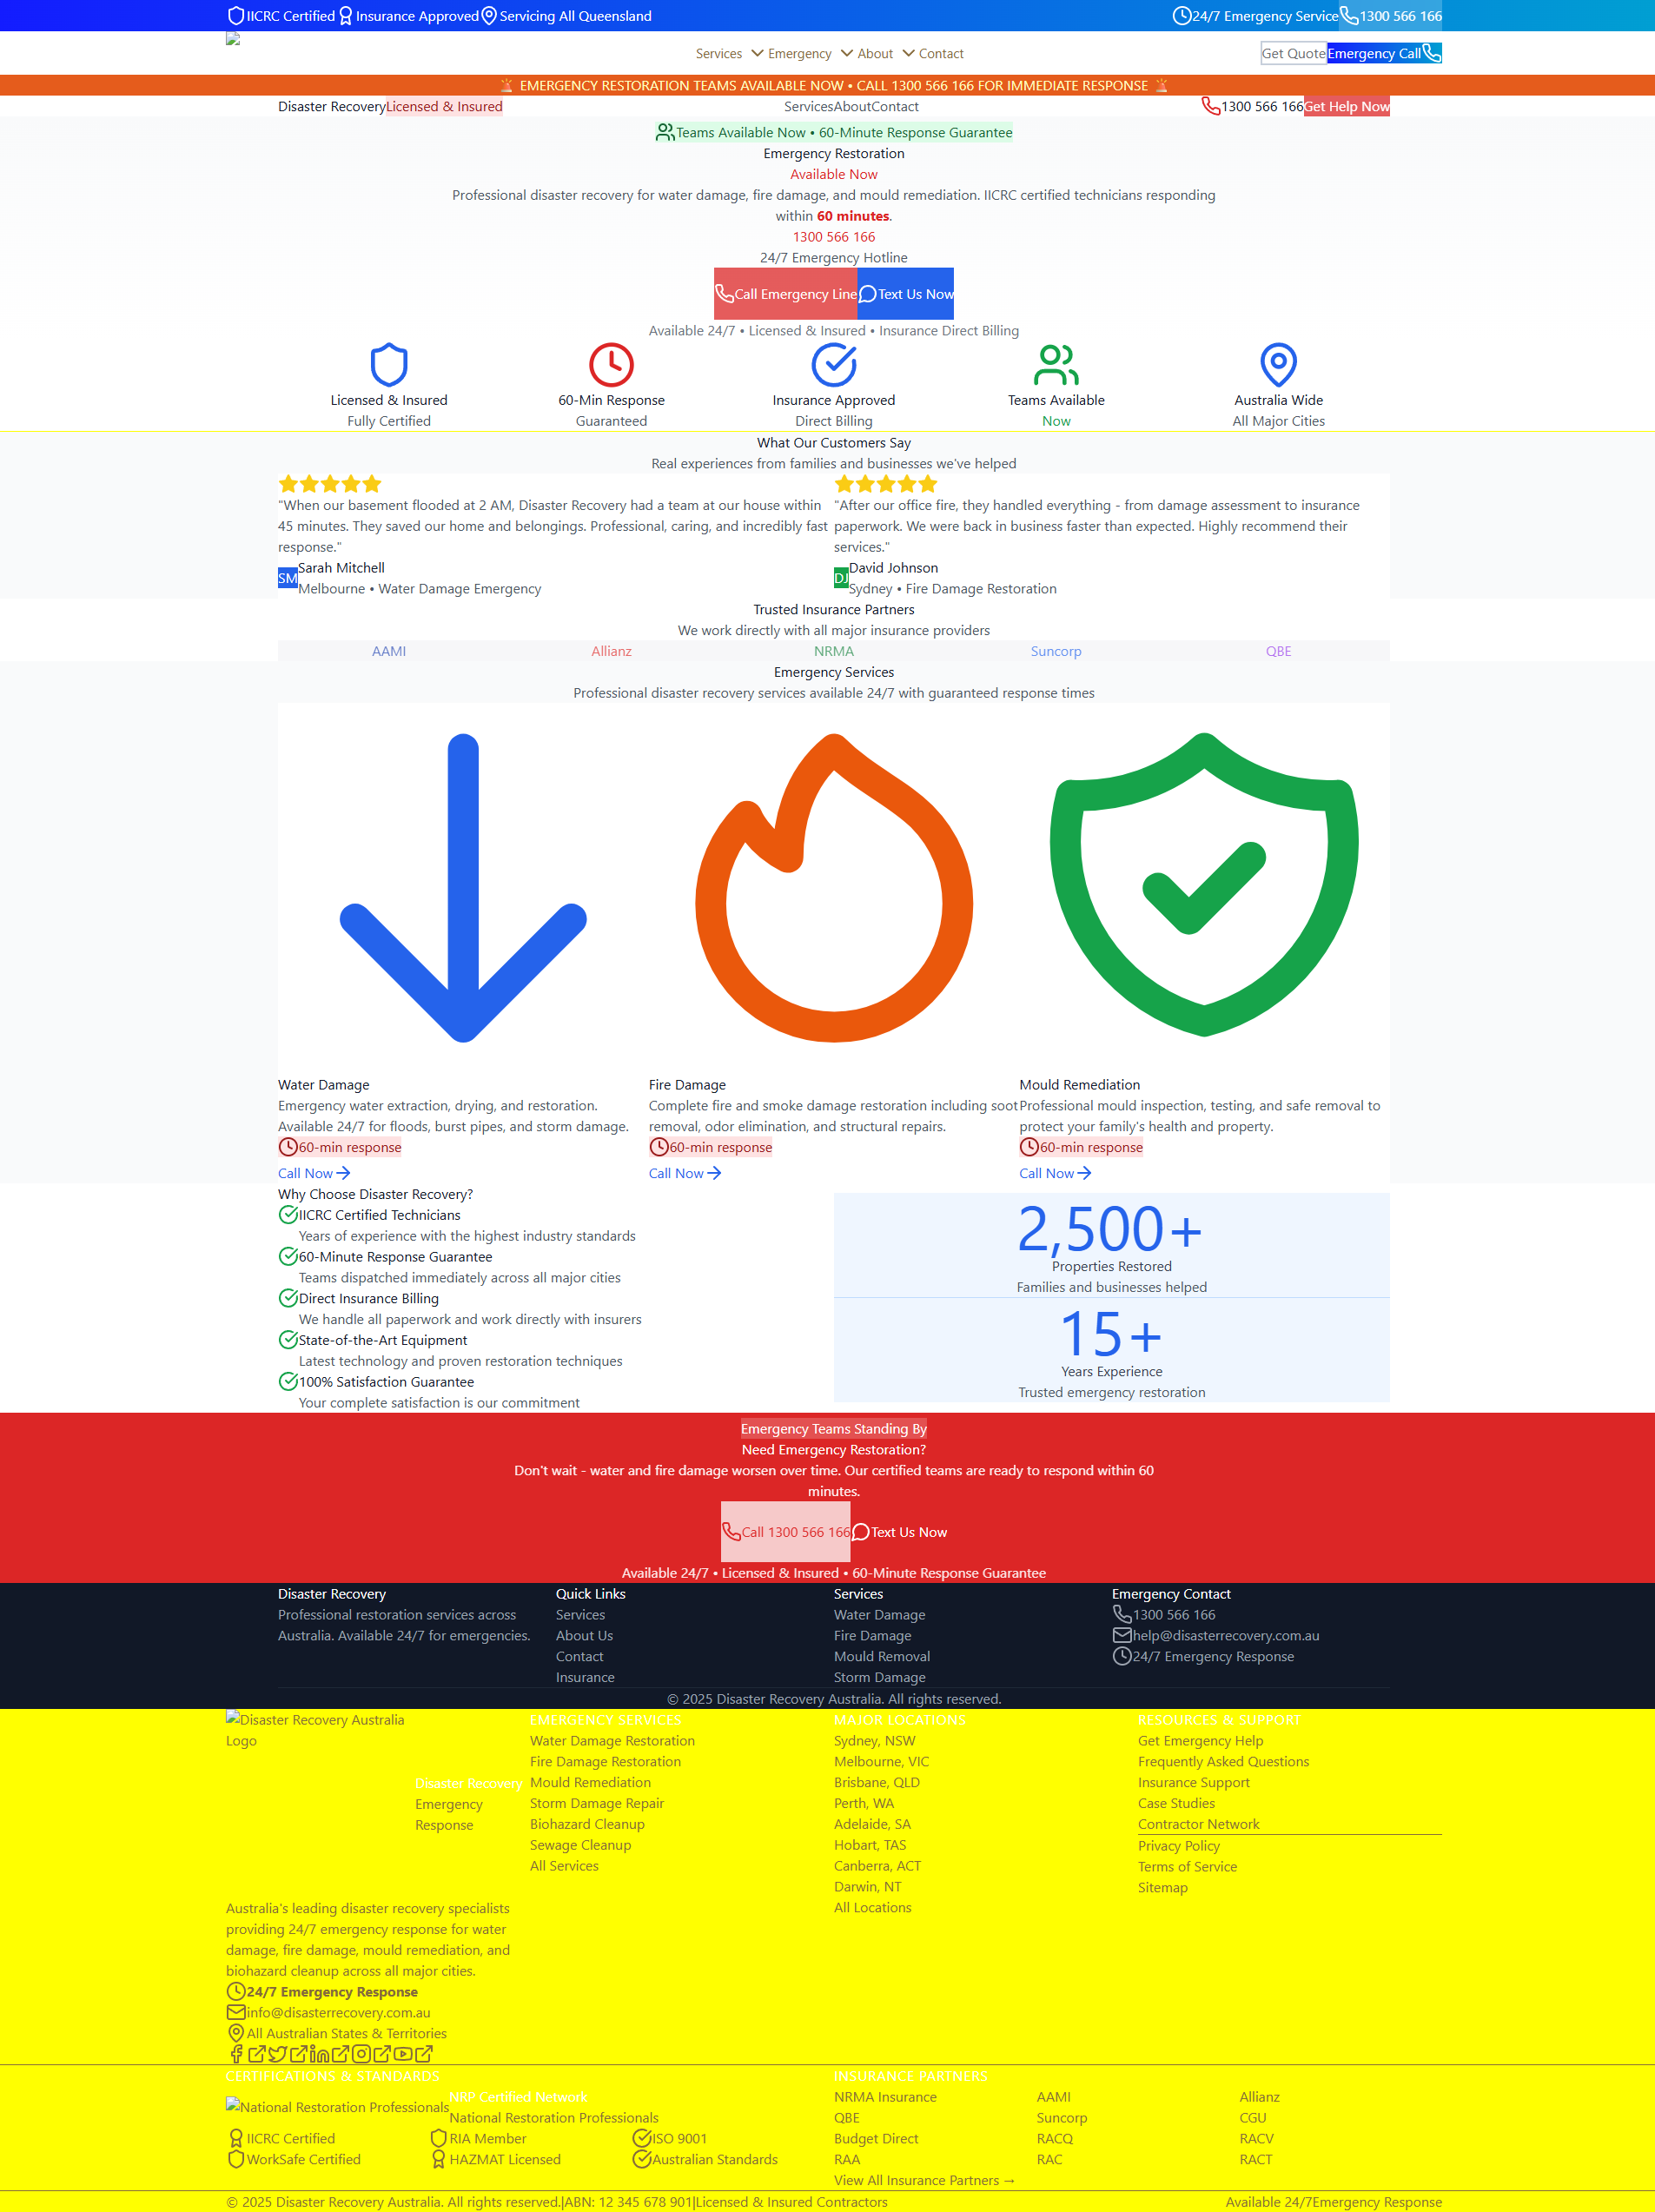 IICRC Certified Insurance Approved Servicing All Queensland 24/7 Emergency Service 1300 566 166
Services Emergency About Contact Get Quote Emergency Call
🚨 EMERGENCY RESTORATION TEAMS AVAILABLE NOW • CALL 1300 566 166 FOR IMMEDIATE RESPONSE 🚨
Disaster Recovery Licensed & Insured Services About Contact 1300 566 166 Get Help Now
Teams Available Now • 60-Minute Response Guarantee
Emergency Restoration
Available Now
Professional disaster recovery for water damage, fire damage, and mould remediation. IICRC certified technicians responding
within 60 minutes.
1300 566 166
24/7 Emergency Hotline
Call Emergency Line Text Us Now
Available 24/7 • Licensed & Insured • Insurance Direct Billing
Licensed & Insured
Fully Certified
60-Min Response
Guaranteed
Insurance Approved
Direct Billing
Teams Available
Now
Australia Wide
All Major Cities
What Our Customers Say
Real experiences from families and businesses we've helped
"When our basement flooded at 2 AM, Disaster Recovery had a team at our house within
45 minutes. They saved our home and belongings. Professional, caring, and incredibly fast
response."
SM
Sarah Mitchell
Melbourne • Water Damage Emergency
"After our office fire, they handled everything - from damage assessment to insurance
paperwork. We were back in business faster than expected. Highly recommend their
services."
DJ
David Johnson
Sydney • Fire Damage Restoration
Trusted Insurance Partners
We work directly with all major insurance providers
AAMI Allianz NRMA Suncorp QBE
Emergency Services
Professional disaster recovery services available 24/7 with guaranteed response times
Water Damage
Emergency water extraction, drying, and restoration.
Available 24/7 for floods, burst pipes, and storm damage.
60-min response
Call Now
Fire Damage
Complete fire and smoke damage restoration including soot
removal, odor elimination, and structural repairs.
60-min response
Call Now
Mould Remediation
Professional mould inspection, testing, and safe removal to
protect your family's health and property.
60-min response
Call Now
Why Choose Disaster Recovery?
IICRC Certified Technicians
Years of experience with the highest industry standards
60-Minute Response Guarantee
Teams dispatched immediately across all major cities
Direct Insurance Billing
We handle all paperwork and work directly with insurers
State-of-the-Art Equipment
Latest technology and proven restoration techniques
100% Satisfaction Guarantee
Your complete satisfaction is our commitment
2,500+
Properties Restored
Families and businesses helped
15+
Years Experience
Trusted emergency restoration
Emergency Teams Standing By
Need Emergency Restoration?
Don't wait - water and fire damage worsen over time. Our certified teams are ready to respond within 60
minutes.
Call 1300 566 166 Text Us Now
Available 24/7 • Licensed & Insured • 60-Minute Response Guarantee
Disaster Recovery
Professional restoration services across
Australia. Available 24/7 for emergencies.
Quick Links
Services
About Us
Contact
Insurance
Services
Water Damage
Fire Damage
Mould Removal
Storm Damage
Emergency Contact
1300 566 166
help@disasterrecovery.com.au
24/7 Emergency Response
© 2025 Disaster Recovery Australia. All rights reserved.
Disaster Recovery Australia
Logo
Disaster Recovery
Emergency
Response
Australia's leading disaster recovery specialists
providing 24/7 emergency response for water
damage, fire damage, mould remediation, and
biohazard cleanup across all major cities.
24/7 Emergency Response
info@disasterrecovery.com.au
All Australian States & Territories
EMERGENCY SERVICES
Water Damage Restoration
Fire Damage Restoration
Mould Remediation
Storm Damage Repair
Biohazard Cleanup
Sewage Cleanup
All Services
MAJOR LOCATIONS
Sydney, NSW
Melbourne, VIC
Brisbane, QLD
Perth, WA
Adelaide, SA
Hobart, TAS
Canberra, ACT
Darwin, NT
All Locations
RESOURCES & SUPPORT
Get Emergency Help
Frequently Asked Questions
Insurance Support
Case Studies
Contractor Network
Privacy Policy
Terms of Service
Sitemap
CERTIFICATIONS & STANDARDS
National Restoration Professionals
NRP Certified Network
National Restoration Professionals
IICRC Certified RIA Member ISO 9001
WorkSafe Certified HAZMAT Licensed Australian Standards
INSURANCE PARTNERS
NRMA Insurance AAMI Allianz
QBE Suncorp CGU
Budget Direct RACQ RACV
RAA RAC RACT
View All Insurance Partners →
© 2025 Disaster Recovery Australia. All rights reserved.|ABN: 12 345 678 901|Licensed & Insured Contractors Available 24/7 Emergency Response